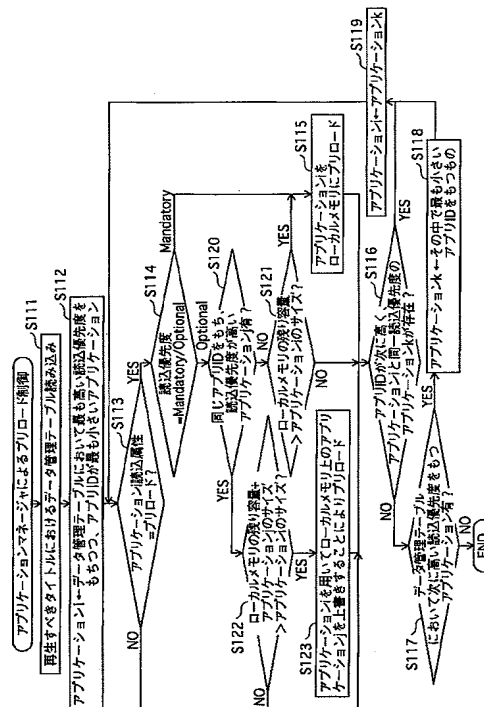 アプリケーションマネージャによるプリロード制御
S111
再生すべきタイトルにおけるデータ管理テーブル読み込み
S112
アプリケーションi←データ管理テーブルにおいて最も高い読込優先度を
もちつつ、アプリIDが最も小さいアプリケーション
S113
アプリケーションi読込属性
=プリロード?
NO
YES
S114
読込優先度
=Mandatory/Optional
Mandatory
Optional
S115
アプリケーションiを
ローカルメモリにプリロード
S120
同じアプリIDをもち、
読込優先度が高い
アプリケーションj有?
YES
NO
S121
ローカルメモリの残り容量
>アプリケーションiのサイズ?
YES
NO
S122
ローカルメモリの残り容量+
アプリケーションjのサイズ
>アプリケーションiのサイズ?
NO
YES
S123
アプリケーションiを用いてローカルメモリ上のアプリ
ケーションjを上書きすることによりプリロード
S116
アプリIDが次に高く、
アプリケーションiと同一読込優先度の
アプリケーションkが存在?
NO
YES
S117
データ管理テーブル
において次に高い読込優先度をもつ
アプリケーション有?
YES
NO
S118
アプリケーションk←その中で最も小さい
アプリIDをもつもの
S119
アプリケーションi←アプリケーションk
END